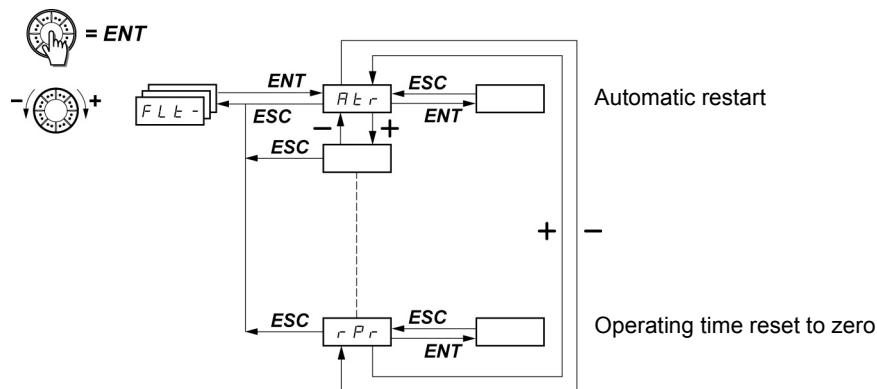 = ENT
- +
FLt-
ENT
ESC
Atr
ESC
ENT
Automatic restart
- +
ESC
+ -
ESC
rPr
ESC
ENT
Operating time reset to zero